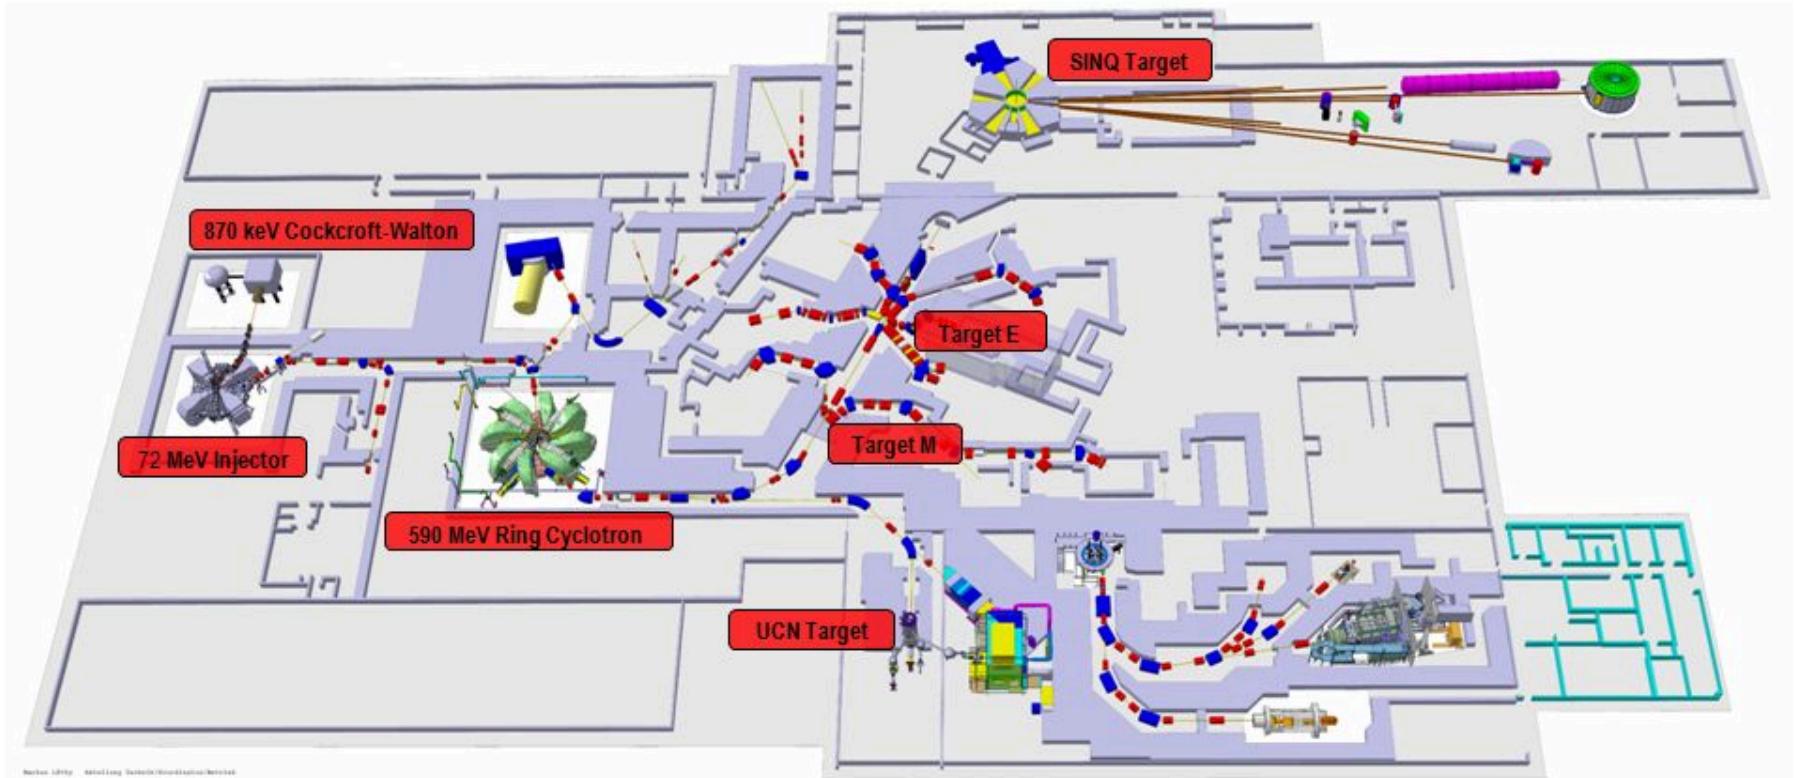 SINQ Target
870 keV Cockcroft-Walton
Target E
Target M
72 MeV Injector
590 MeV Ring Cyclotron
UCN Target